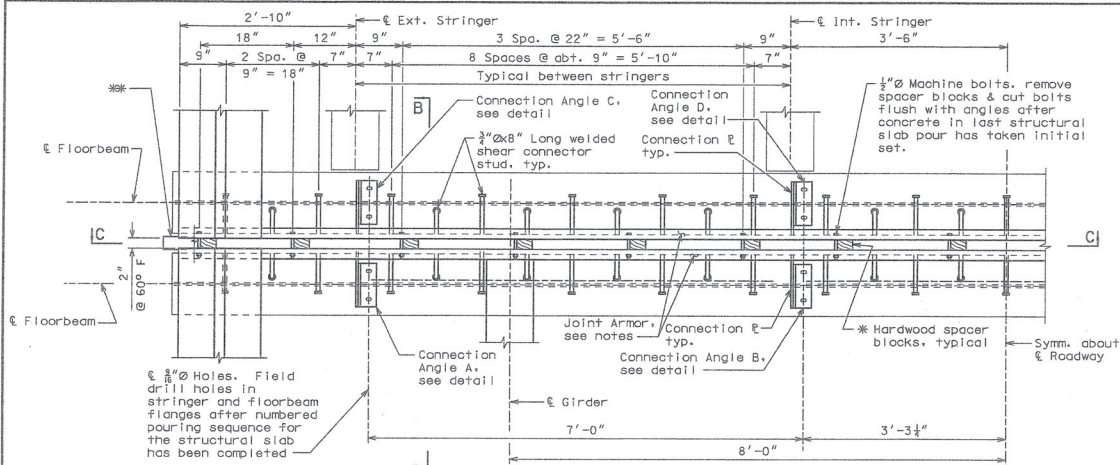 2'-10"
℄ Ext. Stringer
℄ Int. Stringer
18"
12"
9"
3 Spa. @ 22" = 5'-6"
9"
3'-6"
9"
2 Spa. @
9" = 18"
7"
7"
8 Spaces @ abt. 9" = 5'-10"
7"
Typical between stringers
**
B
Connection
Angle C,
see detail
Connection
Angle D,
see detail
½"Ø Machine bolts. remove
spacer blocks & cut bolts
flush with angles after
concrete in last structural
slab pour has taken initial
set.
¾"Øx8" Long welded
shear connector
stud, typ.
Connection ℄
typ.
℄ Floorbeam
C
C
2"
@ 60° F
℄ Floorbeam
Joint Armor,
see notes
Connection ℄
typ.
* Hardwood spacer
blocks, typical
Symm. about
℄ Roadway
Connection
Angle A,
see detail
Connection Angle B,
see detail
℄ 9/16"Ø Holes. Field
drill holes in
stringer and floorbeam
flanges after numbered
pouring sequence for
the structural slab
has been completed
℄ Girder
7'-0"
3'-3¼"
8'-0"